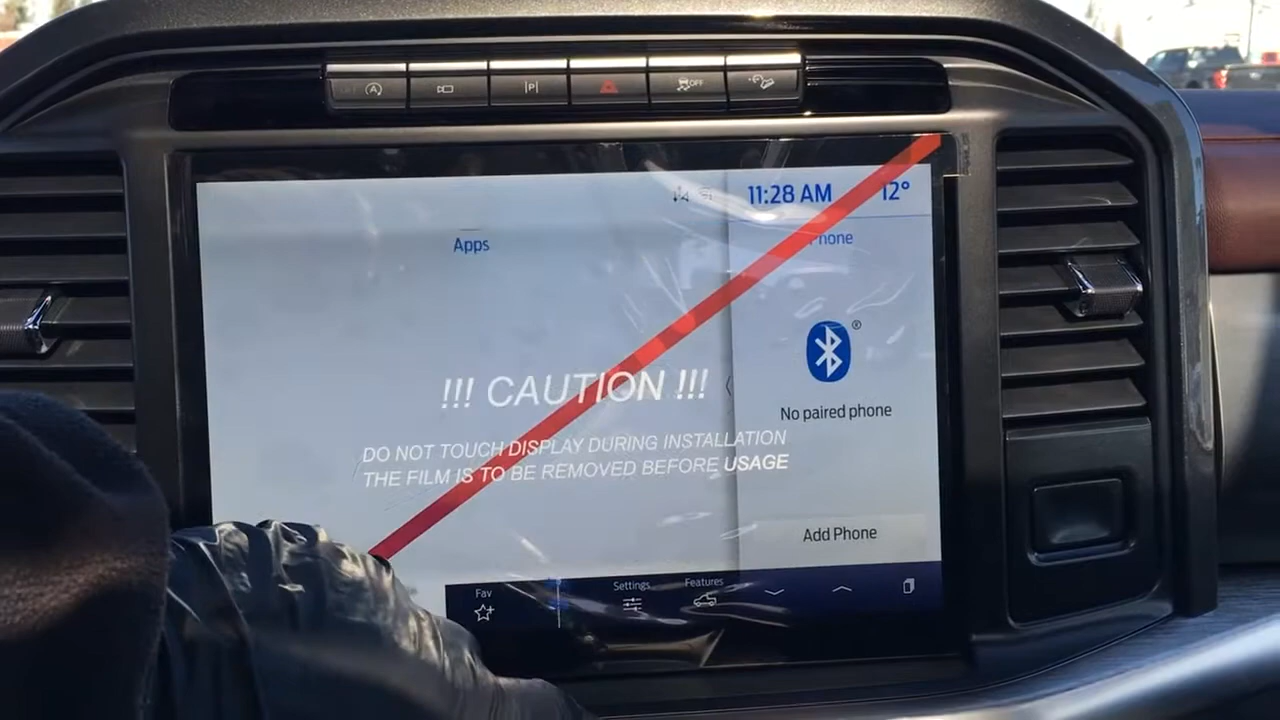 A
P
OFF
11:28 AM 12°
Apps
Phone
®
!!! CAUTION !!!
No paired phone
DO NOT TOUCH DISPLAY DURING INSTALLATION
THE FILM IS TO BE REMOVED BEFORE USAGE
Add Phone
Fav
Settings
Features